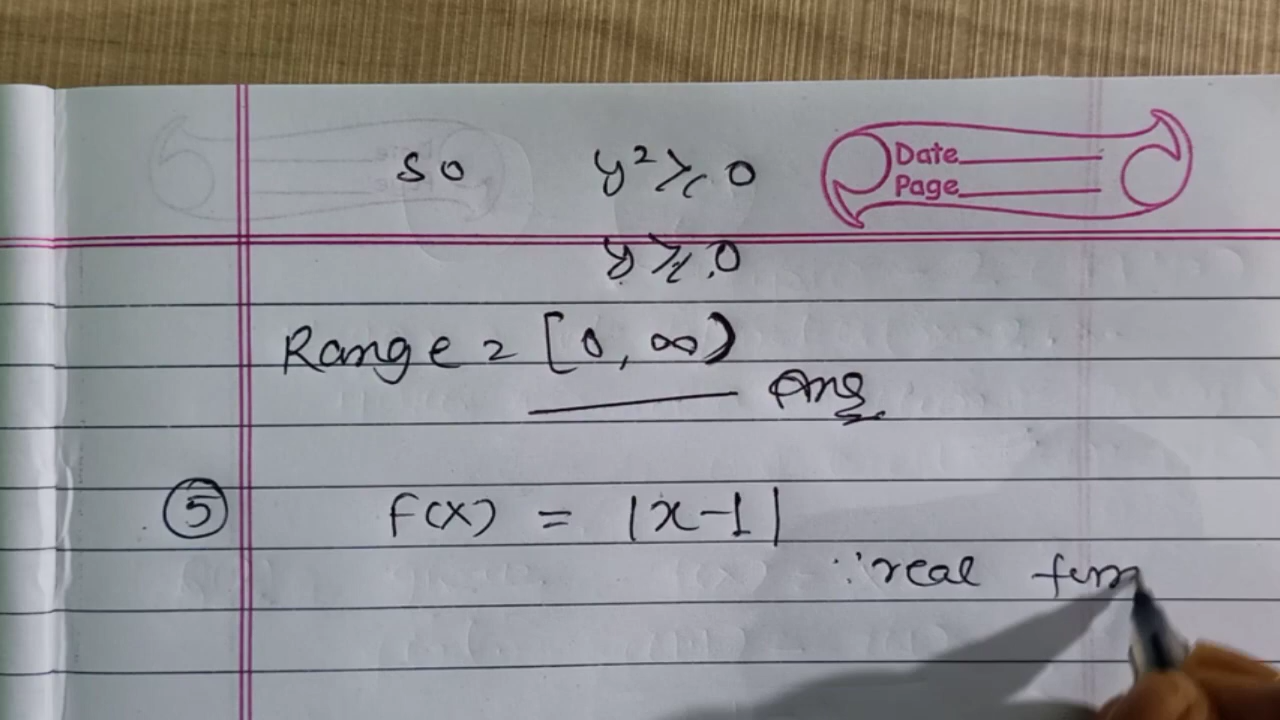 so y² ≥ 0
Date
Page
y ≥ 0
Range = [0, ∞)
Ans
⑤ f(x) = |x-1|
∵ real fun